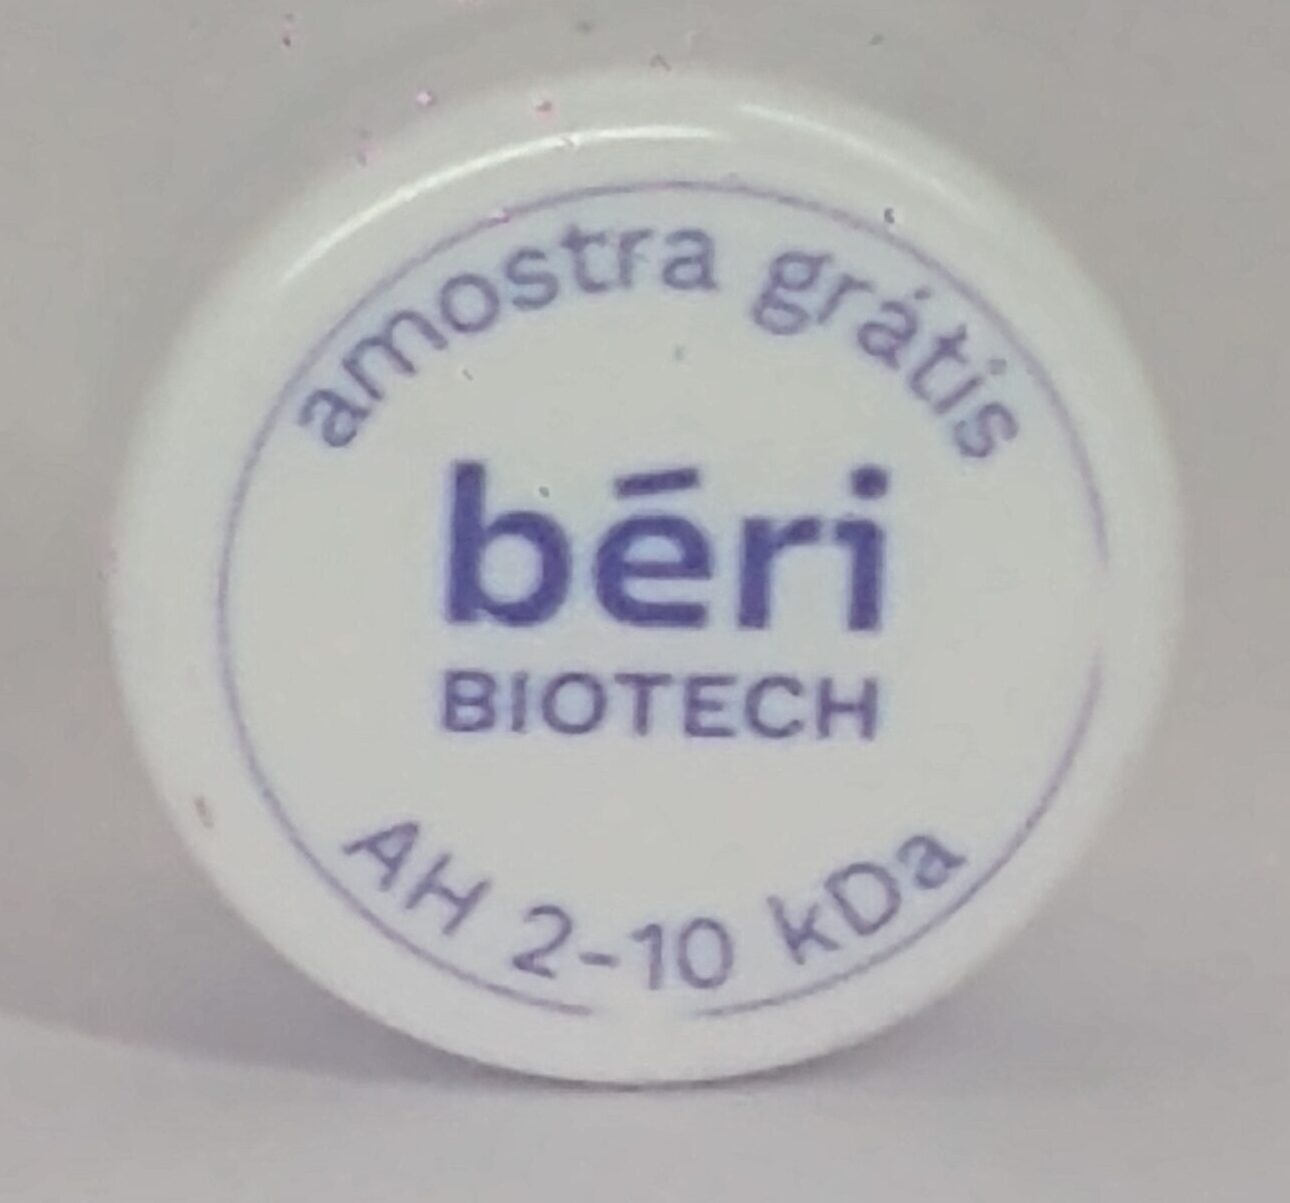 amostra grátis
bēri
BIOTECH
AH 2-10 kDa